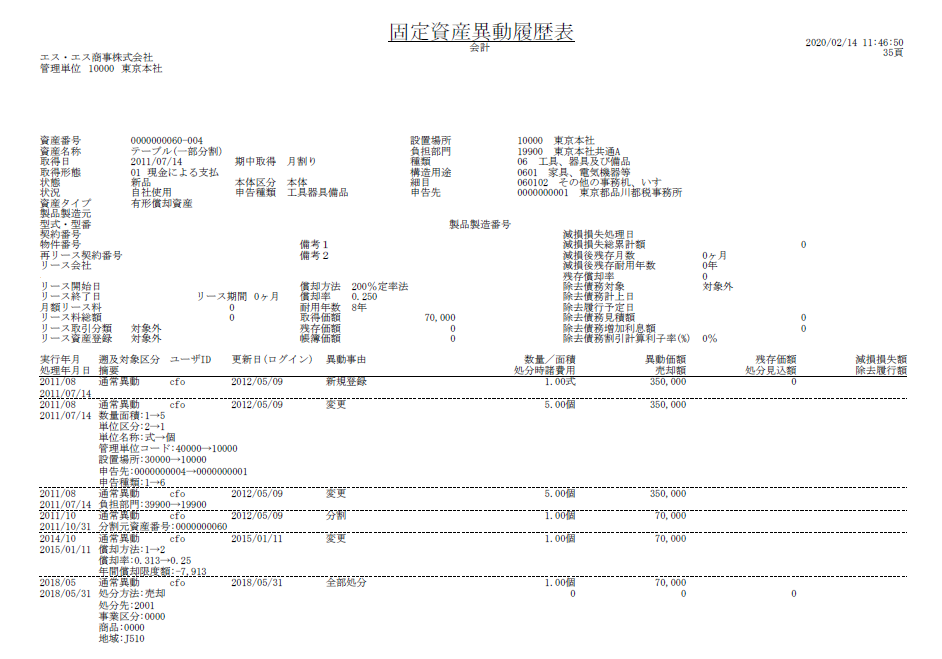 固定資産異動履歴表
会計
2020/02/14 11:46:50
35頁
エス・エス商事株式会社
管理単位 10000 東京本社
資産番号 0000000060-004 設置場所 10000 東京本社
資産名称 テーブル(一部分割) 負担部門 19900 東京本社共通A
取得日 2011/07/14 期中取得 月割り 種類 06 工具、器具及び備品
取得形態 01 現金による支払 構造用途 0601 家具、電気機器等
状態 新品 本体区分 本体 細目 060102 その他の事務机、いす
状況 自社使用 申告種類 工具器具備品 申告先 0000000001 東京都品川都税事務所
資産タイプ 有形償却資産
製品製造元
型式・型番 製品製造番号
契約番号 減損損失処理日
物件番号 備考1 減損損失総累計額 0
再リース契約番号 備考2 減損後残存月数 0ヶ月
リース会社 減損後残存耐用年数 0年
残存償却率 0
リース開始日 償却方法 200%定率法 除去債務対象 対象外
リース終了日 リース期間 0ヶ月 償却率 0.250 除去債務計上日
月額リース料 0 耐用年数 8年 除去履行予定日
リース料総額 0 取得価額 70,000 除去債務見積額 0
リース取引分類 対象外 残存価額 0 除去債務増加利息額 0
リース資産登録 対象外 帳簿価額 0 除去債務割引計算利子率(%) 0%
実行年月 遡及対象区分 ユーザID 更新日(ログイン) 異動事由 数量/面積 異動価額 残存価額 減損損失額
処理年月日 摘要 処分時諸費用 売却額 処分見込額 除去履行額
2011/08 通常異動 cfo 2012/05/09 新規登録 1.00式 350,000 0
2011/07/14
2011/08 通常異動 cfo 2012/05/09 変更 5.00個 350,000
2011/07/14 数量面積:1→5
単位区分:2→1
単位名称:式→個
管理単位コード:40000→10000
設置場所:30000→10000
申告先:0000000004→0000000001
申告種類:1→6
2011/08 通常異動 cfo 2012/05/09 変更 5.00個 350,000
2011/07/14 負担部門:39900→19900
2011/10 通常異動 cfo 2012/05/09 分割 1.00個 70,000
2011/10/31 分割元資産番号:0000000060
2014/10 通常異動 cfo 2015/01/11 変更 1.00個 70,000
2015/01/11 償却方法:1→2
償却率:0.313→0.25
年間償却限度額:-7,913
2018/05 通常異動 cfo 2018/05/31 全部処分 1.00個 70,000
2018/05/31 処分方法:売却 0 0 0
処分先:2001
事業区分:0000
商品:0000
地域:J510